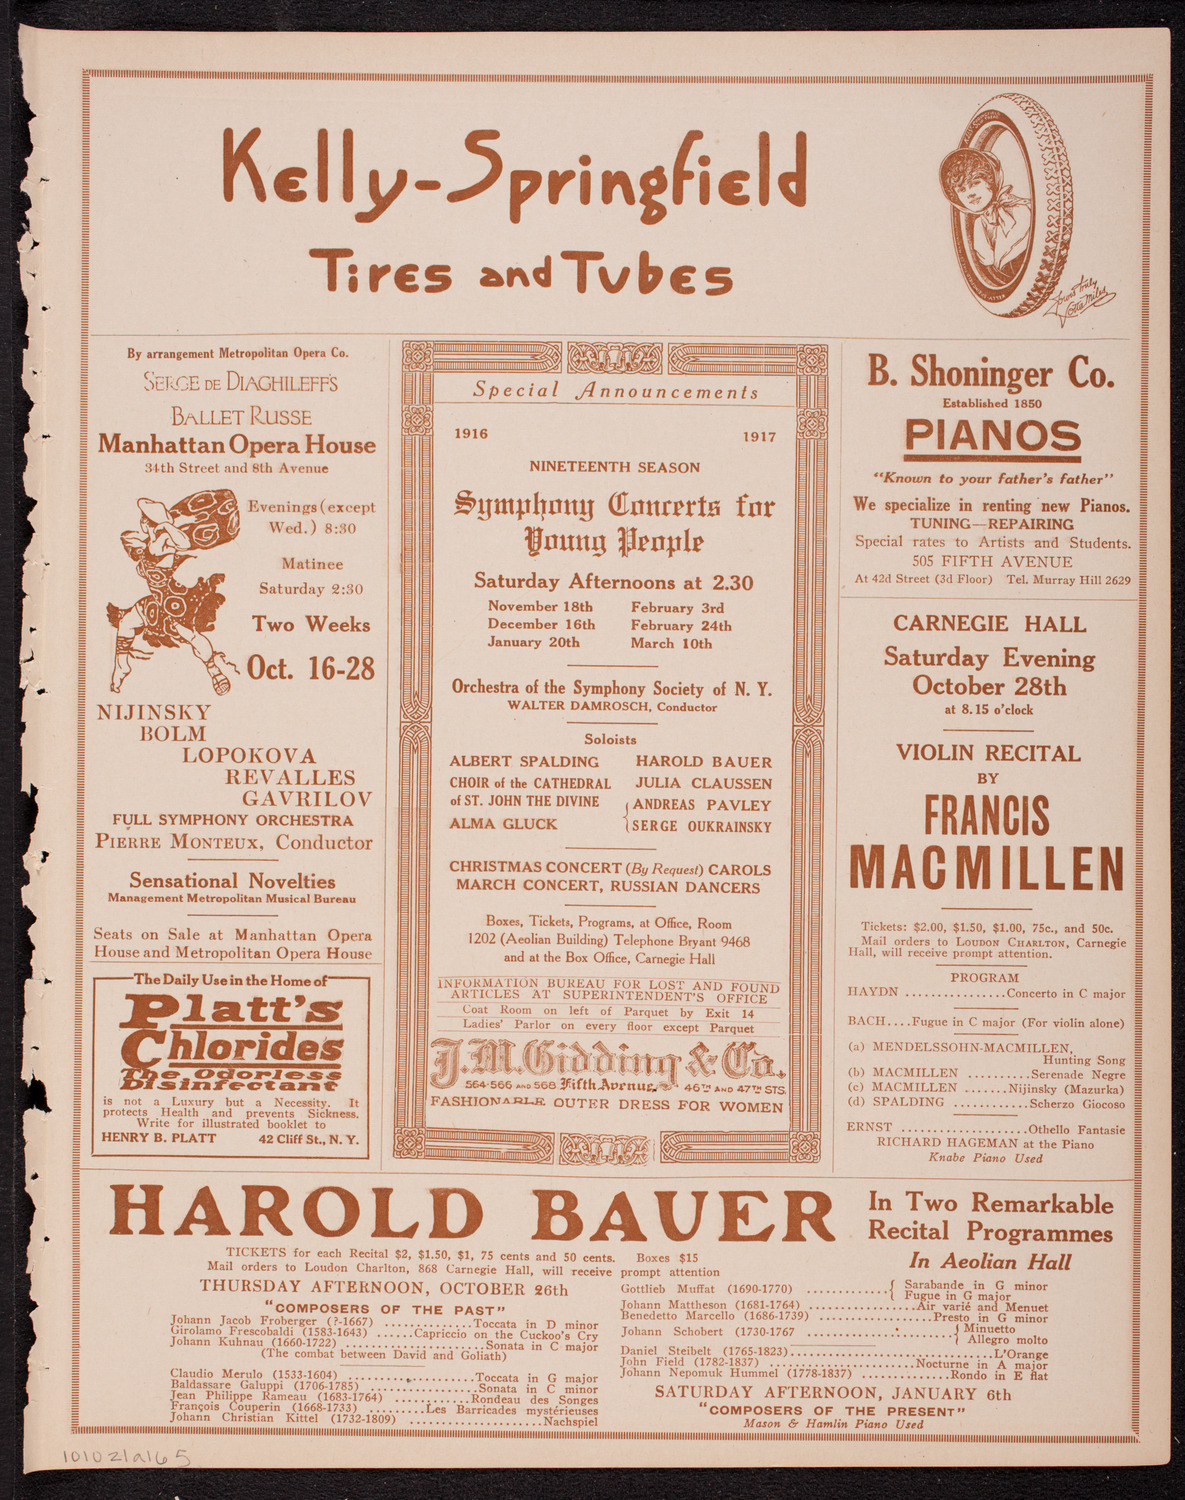 Kelly-Springfield
Tires and Tubes
Yours truly
Lotta Miles
By arrangement Metropolitan Opera Co.
SERGE DE DIAGHILEFF'S
BALLET RUSSE
Manhattan Opera House
34th Street and 8th Avenue
Evenings (except
Wed.) 8:30
Matinee
Saturday 2:30
Two Weeks
Oct. 16-28
NIJINSKY
BOLM
LOPOKOVA
REVALLES
GAVRILOV
FULL SYMPHONY ORCHESTRA
PIERRE MONTEUX, Conductor
Sensational Novelties
Management Metropolitan Musical Bureau
Seats on Sale at Manhattan Opera
House and Metropolitan Opera House
The Daily Use in the Home of
Platt's
Chlorides
The Odorless
Disinfectant
is not a Luxury but a Necessity. It
protects Health and prevents Sickness.
Write for illustrated booklet to
HENRY B. PLATT 42 Cliff St., N. Y.
Special Announcements
1916 1917
NINETEENTH SEASON
Symphony Concerts for
Young People
Saturday Afternoons at 2.30
November 18th February 3rd
December 16th February 24th
January 20th March 10th
Orchestra of the Symphony Society of N. Y.
WALTER DAMROSCH, Conductor
Soloists
ALBERT SPALDING HAROLD BAUER
CHOIR of the CATHEDRAL JULIA CLAUSSEN
of ST. JOHN THE DIVINE { ANDREAS PAVLEY
ALMA GLUCK { SERGE OUKRAINSKY
CHRISTMAS CONCERT (By Request) CAROLS
MARCH CONCERT, RUSSIAN DANCERS
Boxes, Tickets, Programs, at Office, Room
1202 (Aeolian Building) Telephone Bryant 9468
and at the Box Office, Carnegie Hall
INFORMATION BUREAU FOR LOST AND FOUND
ARTICLES AT SUPERINTENDENT'S OFFICE
Coat Room on left of Parquet by Exit 14
Ladies' Parlor on every floor except Parquet
J.M. Gidding & Co.
564-566 AND 568 Fifth Avenue. 46TH AND 47TH STS.
FASHIONABLE OUTER DRESS FOR WOMEN
B. Shoninger Co.
Established 1850
PIANOS
"Known to your father's father"
We specialize in renting new Pianos.
TUNING—REPAIRING
Special rates to Artists and Students.
505 FIFTH AVENUE
At 42d Street (3d Floor) Tel. Murray Hill 2629
CARNEGIE HALL
Saturday Evening
October 28th
at 8.15 o'clock
VIOLIN RECITAL
BY
FRANCIS
MACMILLEN
Tickets: $2.00, $1.50, $1.00, 75c., and 50c.
Mail orders to LOUDON CHARLTON, Carnegie
Hall, will receive prompt attention.
PROGRAM
HAYDN ................Concerto in C major
BACH....Fugue in C major (For violin alone)
(a) MENDELSSOHN-MACMILLEN,
Hunting Song
(b) MACMILLEN ..........Serenade Negre
(c) MACMILLEN .......Nijinsky (Mazurka)
(d) SPALDING ............Scherzo Giocoso
ERNST ....................Othello Fantasie
RICHARD HAGEMAN at the Piano
Knabe Piano Used
HAROLD BAUER
In Two Remarkable
Recital Programmes
In Aeolian Hall
TICKETS for each Recital $2, $1.50, $1, 75 cents and 50 cents. Boxes $15
Mail orders to Loudon Charlton, 868 Carnegie Hall, will receive prompt attention
THURSDAY AFTERNOON, OCTOBER 26th
"COMPOSERS OF THE PAST"
Johann Jacob Froberger (?-1667) ..............Toccata in D minor
Girolamo Frescobaldi (1583-1643) ......Capriccio on the Cuckoo's Cry
Johann Kuhnau (1660-1722) .......................Sonata in C major
(The combat between David and Goliath)
Claudio Merulo (1533-1604) .....................Toccata in G major
Baldassare Galuppi (1706-1785) .................Sonata in C minor
Jean Philippe Rameau (1683-1764) ............Rondeau des Songes
François Couperin (1668-1733) .........Les Barricades mystérieuses
Johann Christian Kittel (1732-1809) ......................Nachspiel
Gottlieb Muffat (1690-1770) .............{ Sarabande in G minor
{ Fugue in G major
Johann Mattheson (1681-1764) .................Air varié and Menuet
Benedetto Marcello (1686-1739) ..................Presto in G minor
Johann Schobert (1730-1767 ........................{ Minuetto
{ Allegro molto
Daniel Steibelt (1765-1823)..................................L'Orange
John Field (1782-1837) .......................Nocturne in A major
Johann Nepomuk Hummel (1778-1837) ..............Rondo in E flat
SATURDAY AFTERNOON, JANUARY 6th
"COMPOSERS OF THE PRESENT"
Mason & Hamlin Piano Used
101021a165